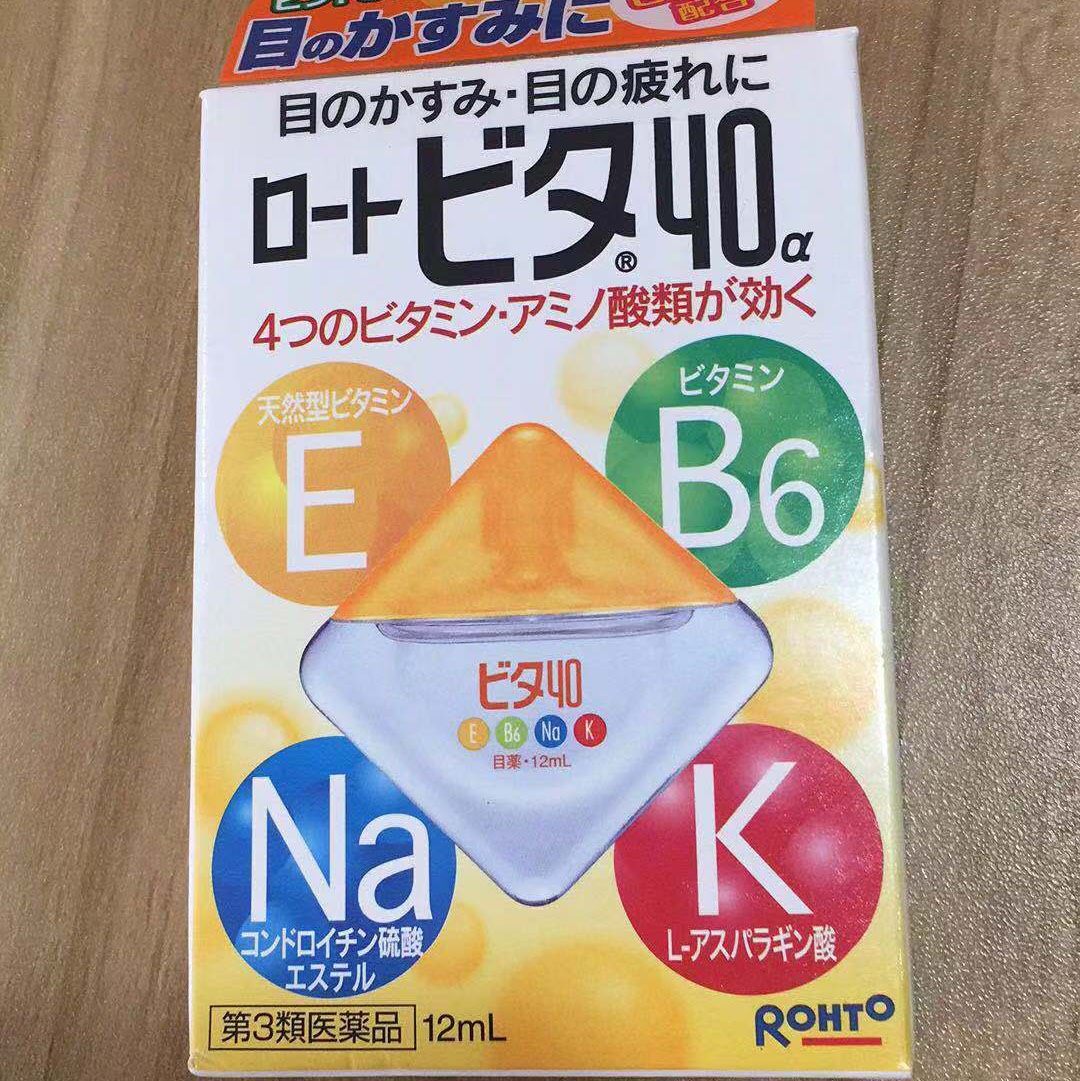 目のかすみに
配合
目のかすみ・目の疲れに
ロートビタ®40α
4つのビタミン・アミノ酸類が効く
天然型ビタミン
E
ビタミン
B6
ビタ40
E B6 Na K
目薬・12mL
Na
コンドロイチン硫酸
エステル
K
L-アスパラギン酸
第3類医薬品 12mL
ROHTO